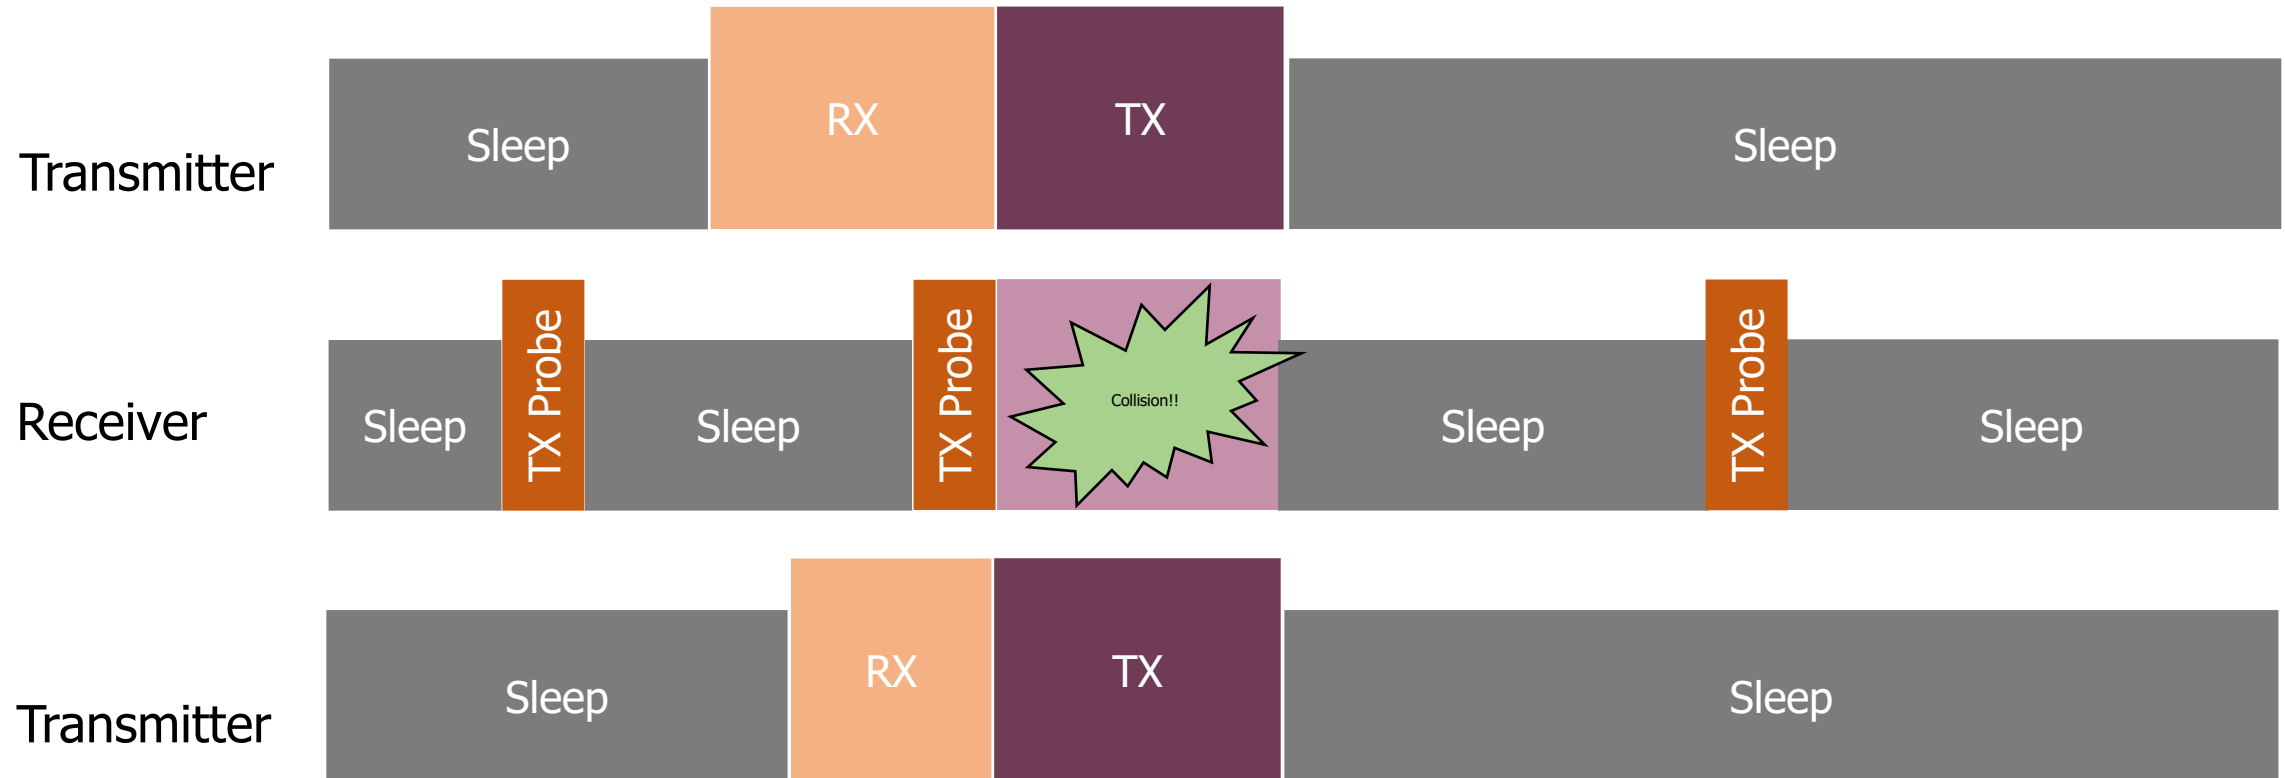 Transmitter
Sleep
RX
TX
Sleep
Receiver
Sleep
TX Probe
Sleep
TX Probe
Collision!!
Sleep
TX Probe
Sleep
Transmitter
Sleep
RX
TX
Sleep